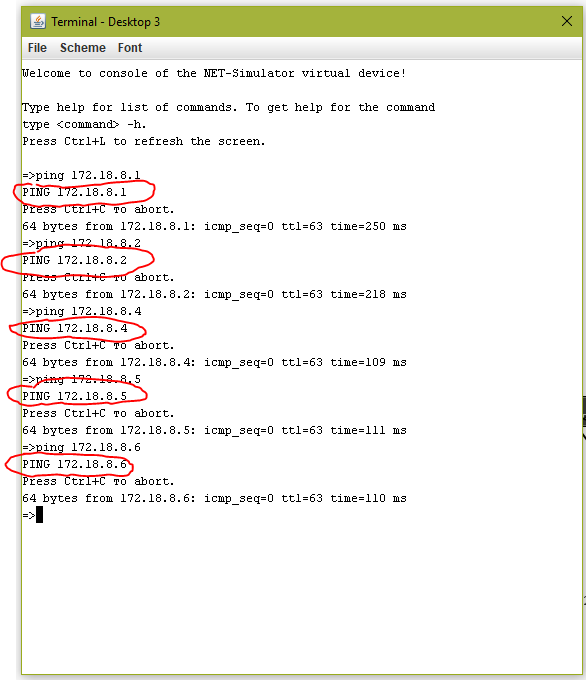 Terminal - Desktop 3
File Scheme Font
Welcome to console of the NET-Simulator virtual device!
Type help for list of commands. To get help for the command
type <command> -h.
Press Ctrl+L to refresh the screen.
=>ping 172.18.8.1
PING 172.18.8.1
Press Ctrl+C to abort.
64 bytes from 172.18.8.1: icmp_seq=0 ttl=63 time=250 ms
=>ping 172.18.8.2
PING 172.18.8.2
Press Ctrl+C to abort.
64 bytes from 172.18.8.2: icmp_seq=0 ttl=63 time=218 ms
=>ping 172.18.8.4
PING 172.18.8.4
Press Ctrl+C to abort.
64 bytes from 172.18.8.4: icmp_seq=0 ttl=63 time=109 ms
=>ping 172.18.8.5
PING 172.18.8.5
Press Ctrl+C to abort.
64 bytes from 172.18.8.5: icmp_seq=0 ttl=63 time=111 ms
=>ping 172.18.8.6
PING 172.18.8.6
Press Ctrl+C to abort.
64 bytes from 172.18.8.6: icmp_seq=0 ttl=63 time=110 ms
=>